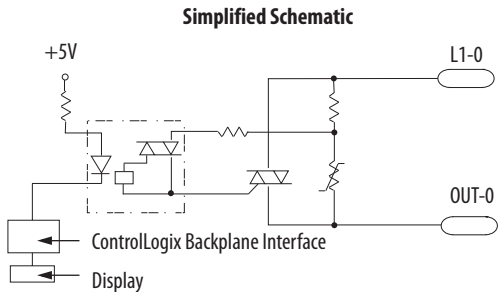 Simplified Schematic
+5V
L1-0
OUT-0
ControlLogix Backplane Interface
Display